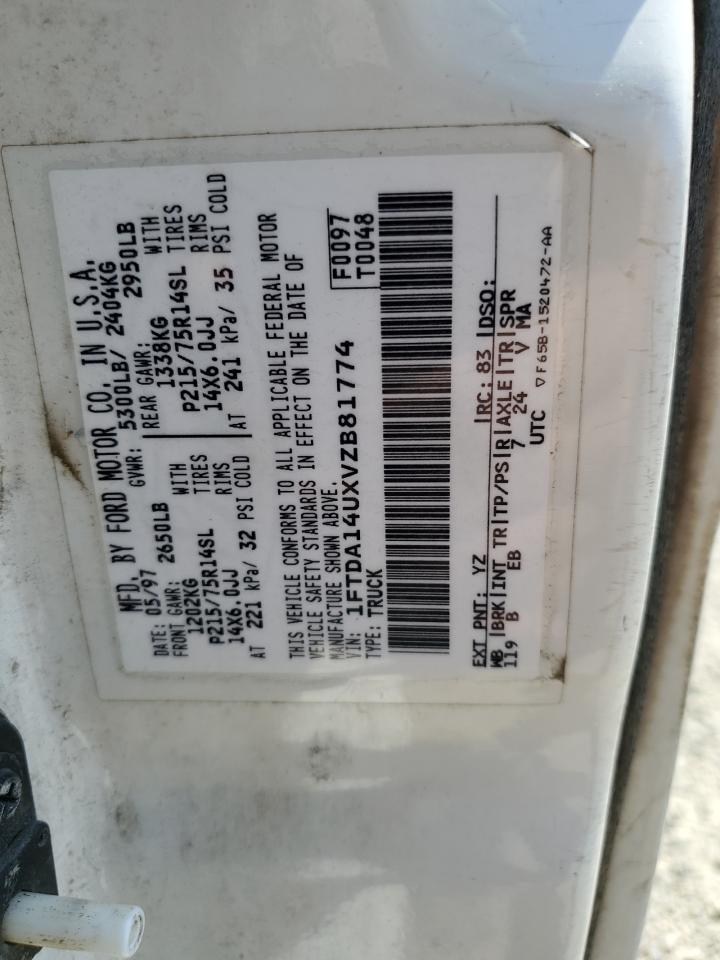 MFD. BY FORD MOTOR CO. IN U.S.A.
DATE: 05/97 GVWR: 5300LB/ 2404KG
FRONT GAWR: 2650LB REAR GAWR: 2950LB
1202KG WITH 1338KG WITH
P215/75R14SL TIRES P215/75R14SL TIRES
14X6.0JJ RIMS 14X6.0JJ RIMS
AT 221 kPa/ 32 PSI COLD AT 241 kPa/ 35 PSI COLD
THIS VEHICLE CONFORMS TO ALL APPLICABLE FEDERAL MOTOR
VEHICLE SAFETY STANDARDS IN EFFECT ON THE DATE OF
MANUFACTURE SHOWN ABOVE.
VIN: 1FTDA14UXVZB81774
TYPE: TRUCK
F0097
T0048
EXT PNT: YZ RC: 83 DSO:
WB BRK INT TR TP/PS R AXLE TR SPR
119 B EB 7 24 V MA
UTC
▽F65B-1520472-AA